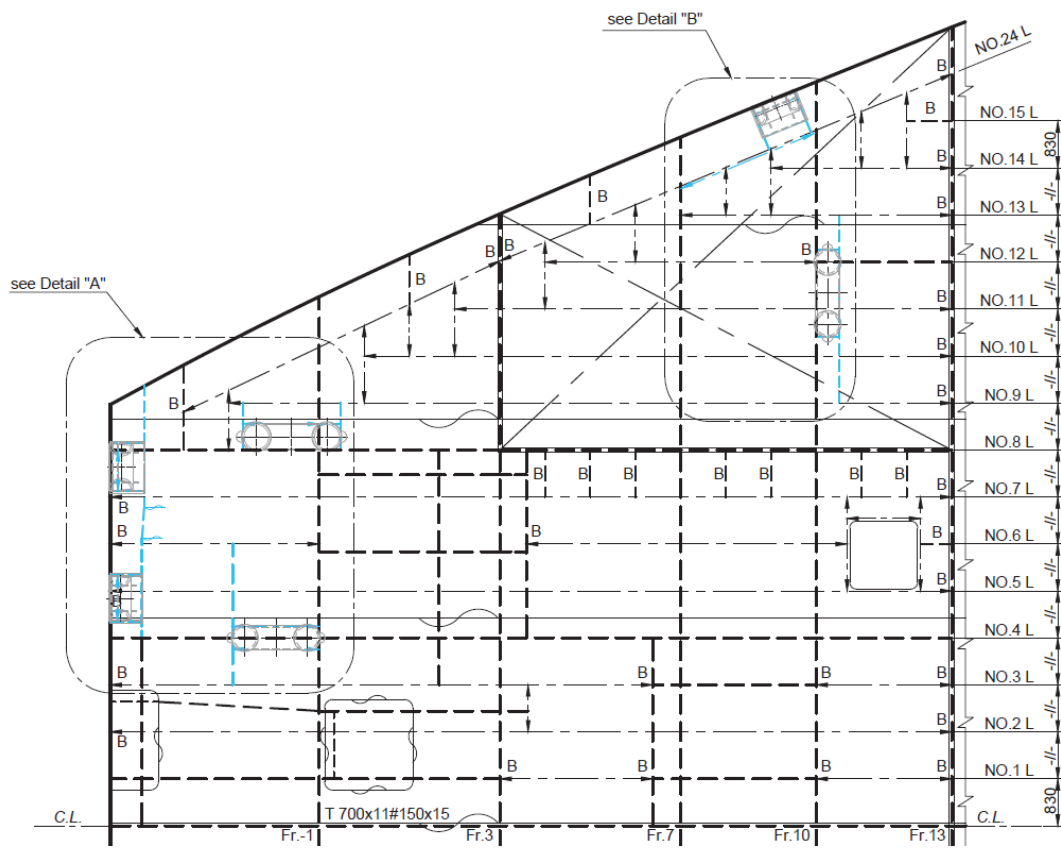 see Detail "B"
B
NO.24 L
B
NO.15 L
830
NO.14 L
B
B
-//-
B
NO.13 L
B
-//-
B
B
B
NO.12 L
-//-
see Detail "A"
B
B
NO.11 L
-//-
B
NO.10 L
-//-
B
B
NO.9 L
-//-
NO.8 L
B
B
B
B
B
B
B
-//-
B
B
NO.7 L
-//-
B
B
NO.6 L
-//-
B
NO.5 L
-//-
NO.4 L
-//-
B
B
B
B
NO.3 L
-//-
B
B
NO.2 L
-//-
B
B
B
B
NO.1 L
830
C.L.
T 700x11#150x15
C.L.
Fr.-1
Fr.3
Fr.7
Fr.10
Fr.13